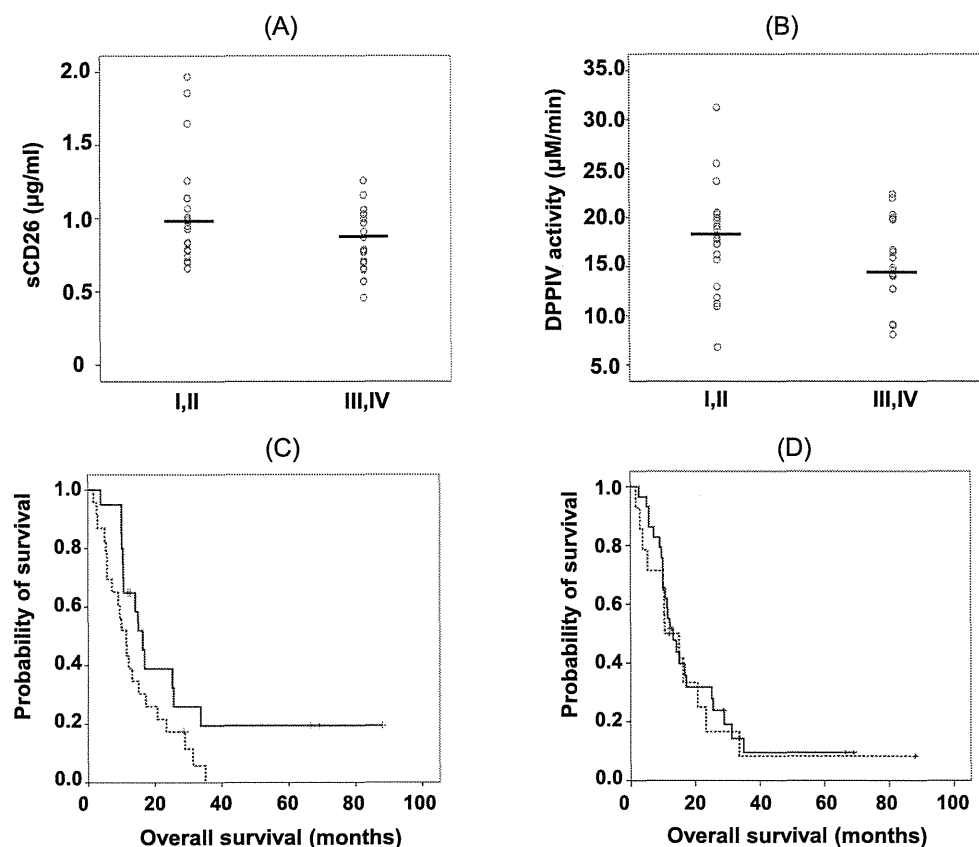 (A)
2.0
1.5
1.0
0.5
0
sCD26 (µg/ml)
I,II
III,IV
(B)
35.0
30.0
25.0
20.0
15.0
10.0
5.0
DPPIV activity (µM/min)
I,II
III,IV
(C)
1.0
0.8
0.6
0.4
0.2
0.0
Probability of survival
0
20
40
60
80
100
Overall survival (months)
(D)
1.0
0.8
0.6
0.4
0.2
0.0
Probability of survival
0
20
40
60
80
100
Overall survival (months)